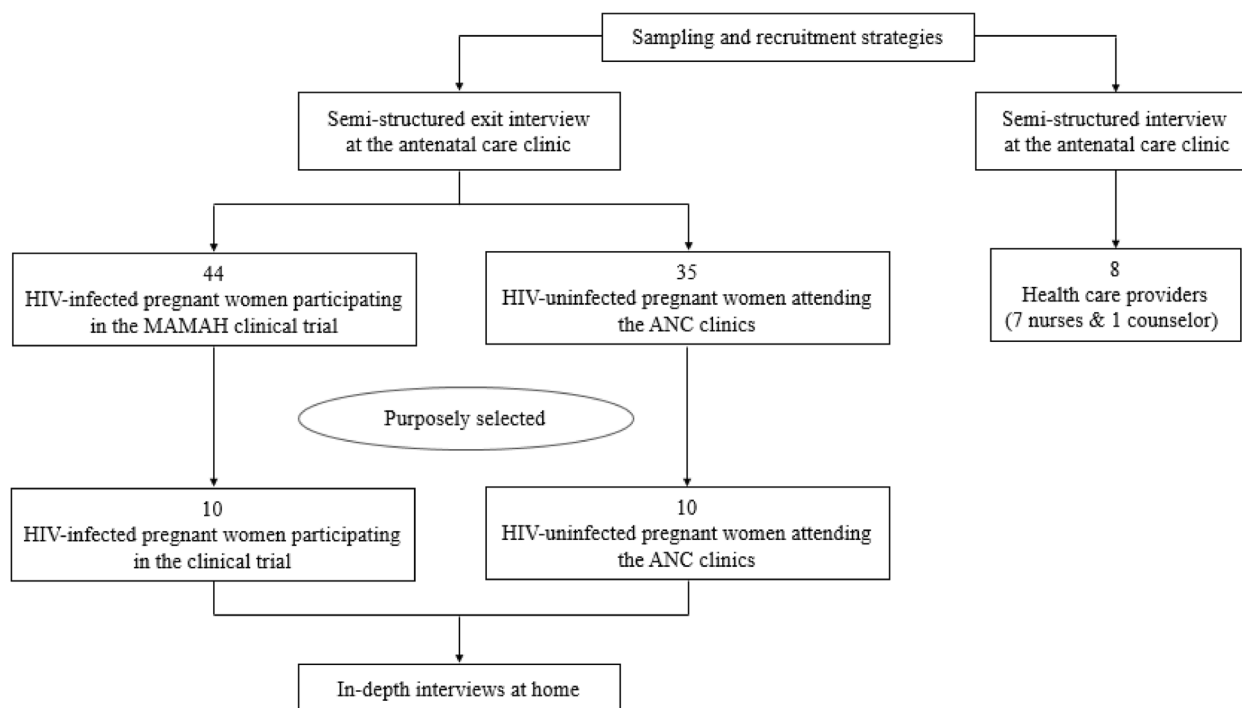 Sampling and recruitment strategies
Semi-structured exit interview
at the antenatal care clinic
Semi-structured interview
at the antenatal care clinic
44
HIV-infected pregnant women participating
in the MAMAH clinical trial
35
HIV-uninfected pregnant women attending
the ANC clinics
8
Health care providers
(7 nurses & 1 counselor)
Purposely selected
10
HIV-infected pregnant women participating
in the clinical trial
10
HIV-uninfected pregnant women attending
the ANC clinics
In-depth interviews at home